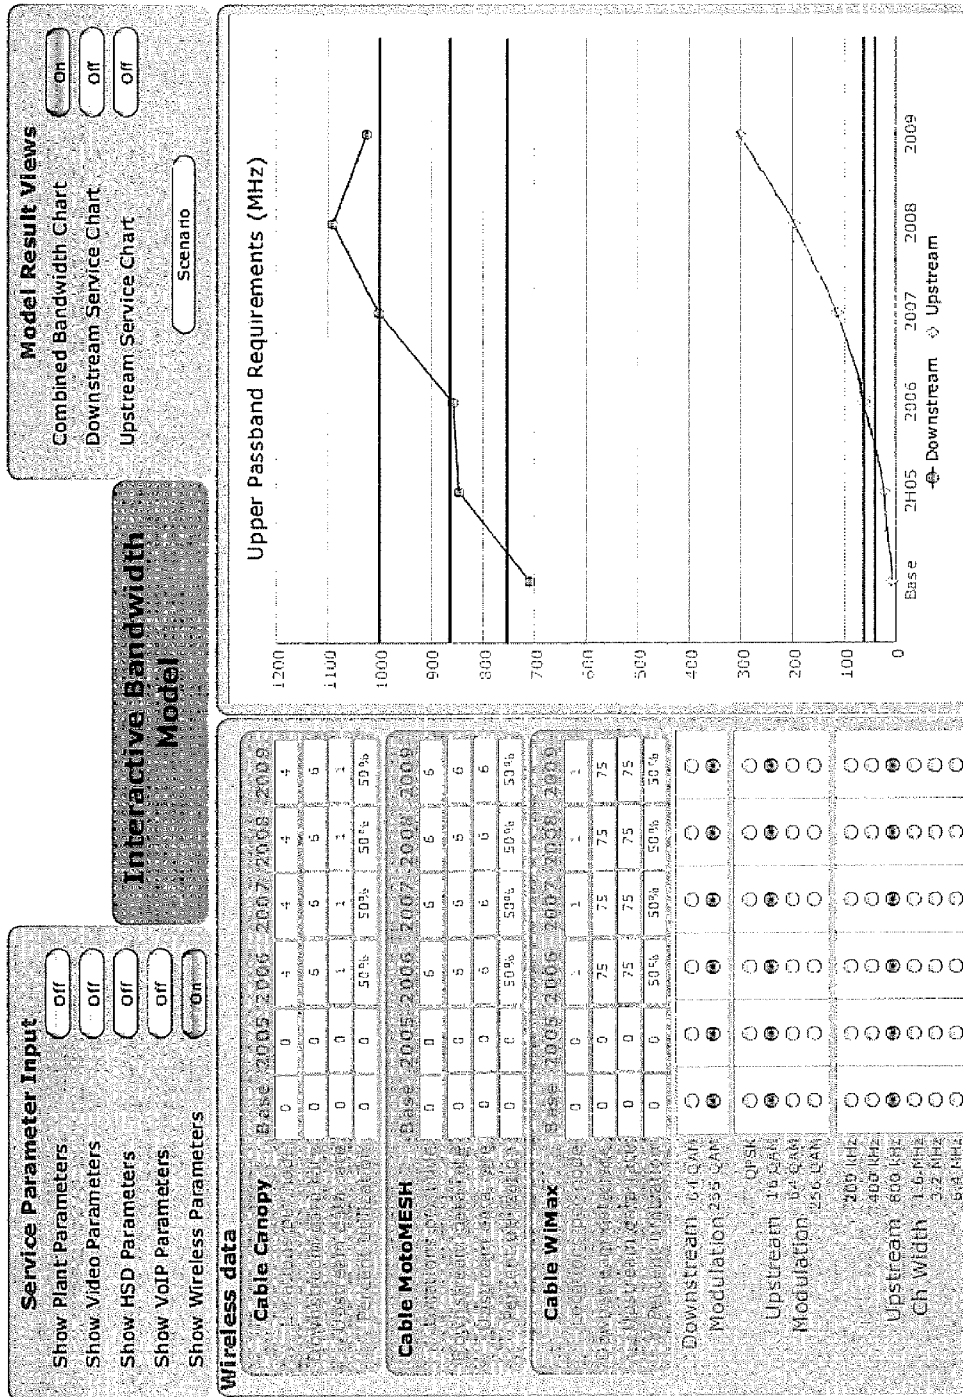 Service Parameter Input
Show Plant Parameters Off
Show Video Parameters Off
Show HSD Parameters Off
Show VoIP Parameters Off
Show Wireless Parameters On
Interactive Bandwidth
Model
Model Result Views
Combined Bandwidth Chart On
Downstream Service Chart Off
Upstream Service Chart Off
Scenario
Wireless data
Cable Canopy Base 2005 2006 2007 2008 2009
0 0 4 4 4 4
0 0 6 6 6 6
0 0 1 1 1 1
0 0 50% 50% 50% 50%
Cable MotoMESH Base 2005 2006 2007 2008 2009
0 0 6 6 6 6
0 0 6 6 6 6
0 0 6 6 6 6
0 0 50% 50% 50% 50%
Cable WiMax Base 2005 2006 2007 2008 2009
0 0 1 1 1 1
0 0 75 75 75 75
0 0 75 75 75 75
0 0 50% 50% 50% 50%
Downstream 64 QAM
Modulation 256 QAM
QPSK
Upstream 16 QAM
Modulation 64 QAM
256 QAM
200 kHz
400 kHz
Upstream 800 kHz
Ch Width 1.6 MHz
3.2 MHz
6.4 MHz
Upper Passband Requirements (MHz)
1200
1100
1000
900
800
700
600
500
400
300
200
100
0
Base 2H05 2006 2007 2008 2009
Downstream Upstream